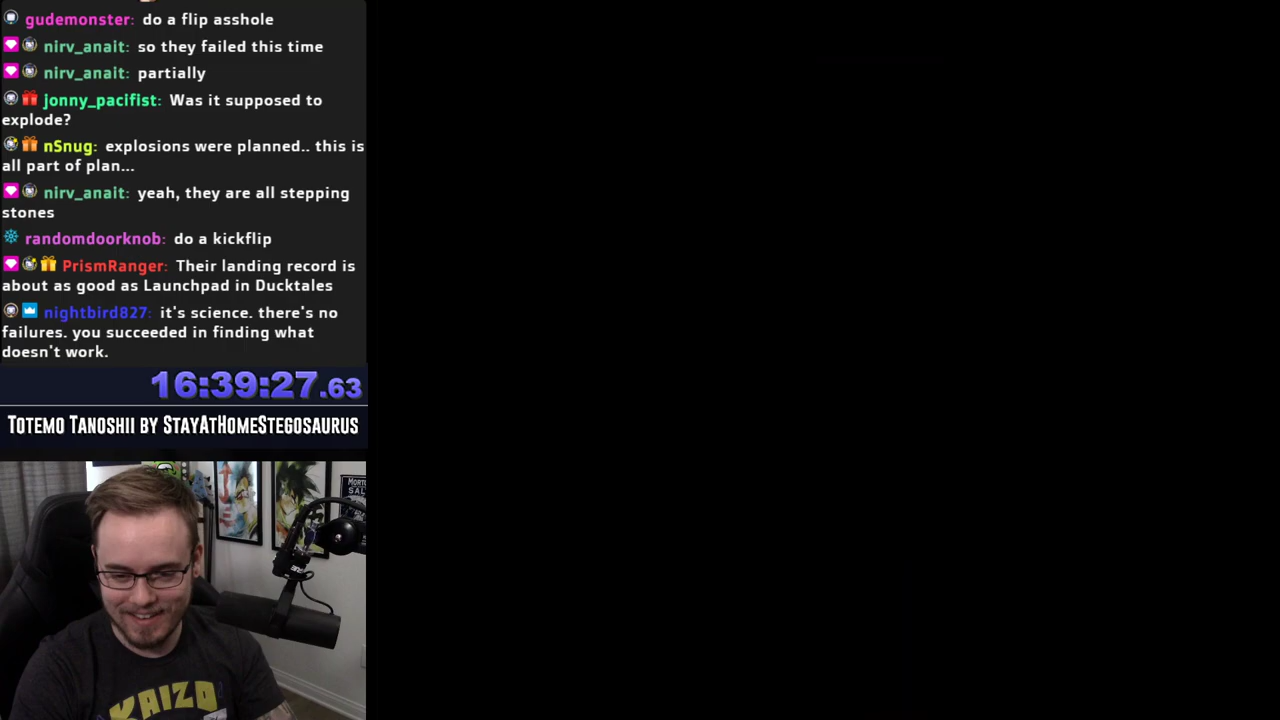 gudemonster: do a flip asshole
nirv_anait: so they failed this time
nirv_anait: partially
jonny_pacifist: Was it supposed to
explode?
nSnug: explosions were planned.. this is
all part of plan...
nirv_anait: yeah, they are all stepping
stones
randomdoorknob: do a kickflip
PrismRanger: Their landing record is
about as good as Launchpad in Ducktales
nightbird827: it's science. there's no
failures. you succeeded in finding what
doesn't work.
16:39:27.63
Totemo Tanoshii by StayAtHomeStegosaurus
KAIZO